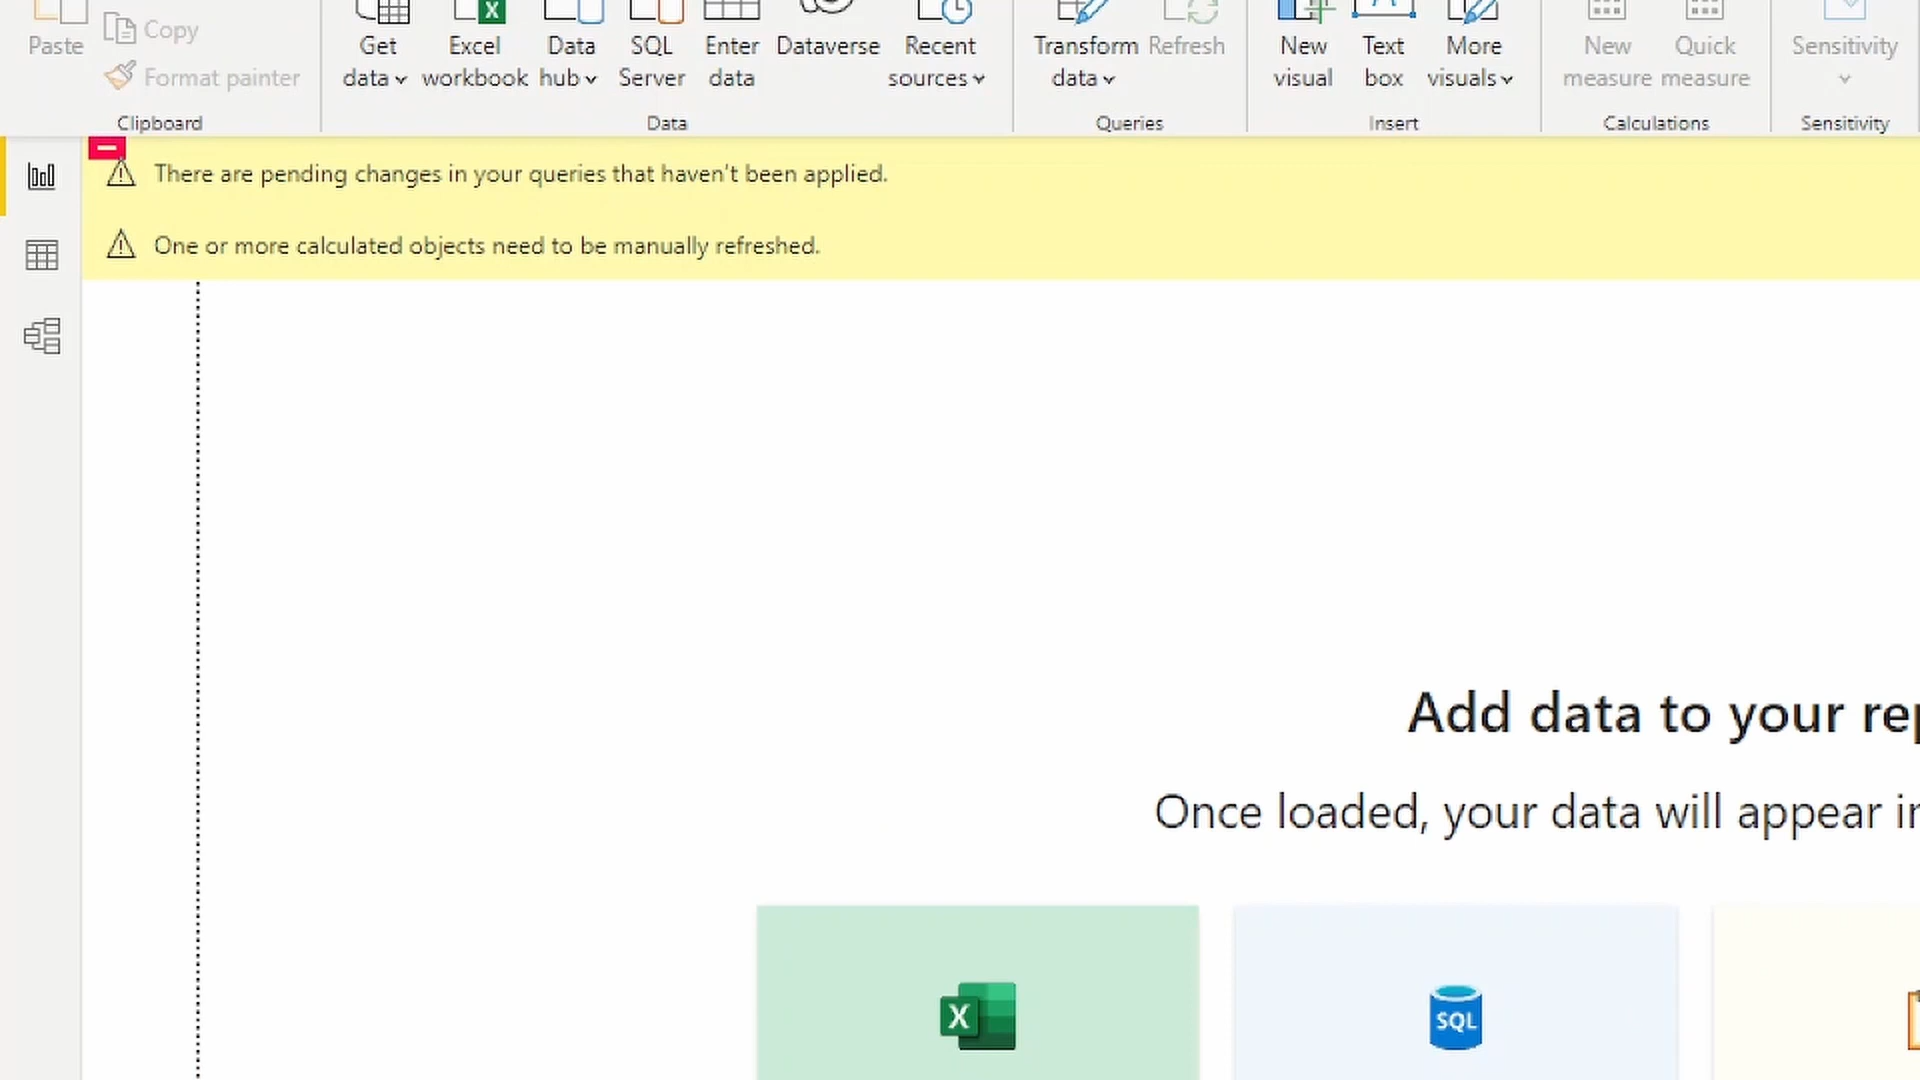 Paste
Copy
Format painter
Clipboard
Get data
Excel workbook
Data hub
SQL Server
Enter data
Dataverse
Recent sources
Data
Transform data
Refresh
Queries
New visual
Text box
More visuals
Insert
New measure
Quick measure
Calculations
Sensitivity
Sensitivity
There are pending changes in your queries that haven't been applied.
One or more calculated objects need to be manually refreshed.
Add data to your rep
Once loaded, your data will appear in
X
SQL